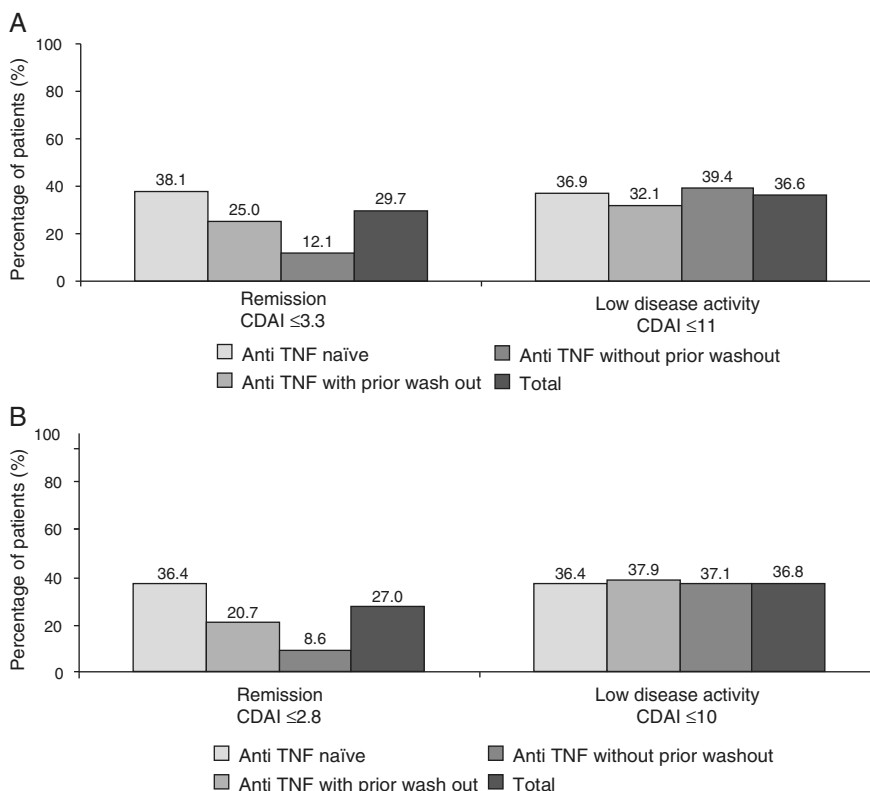 A
Percentage of patients (%)
100
80
60
40
20
0
38.1
25.0
12.1
29.7
36.9
32.1
39.4
36.6
Remission
CDAI ≤3.3
Low disease activity
CDAI ≤11
Anti TNF naïve
Anti TNF without prior washout
Anti TNF with prior wash out
Total
B
Percentage of patients (%)
100
80
60
40
20
0
36.4
20.7
8.6
27.0
36.4
37.9
37.1
36.8
Remission
CDAI ≤2.8
Low disease activity
CDAI ≤10
Anti TNF naïve
Anti TNF without prior washout
Anti TNF with prior wash out
Total